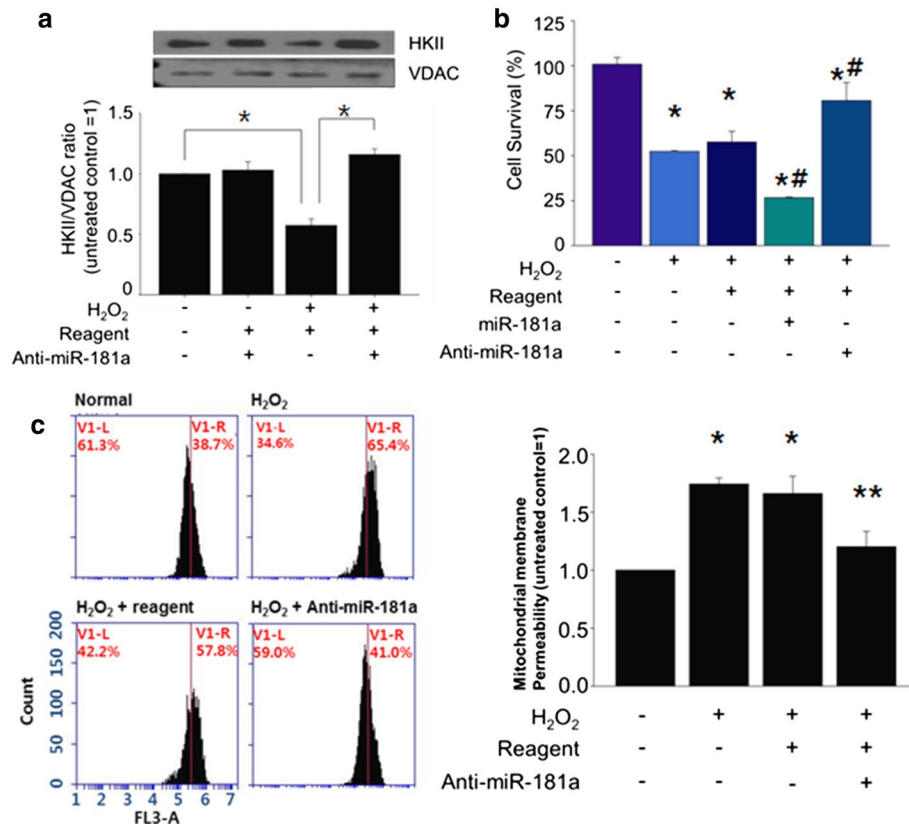 a
HKII
VDAC
HKII/VDAC ratio
(untreated control =1)
1.5
1.0
0.5
0
*
*
H₂O₂ - - + +
Reagent - + + +
Anti-miR-181a - + - +
b
Cell Survival (%)
125
100
75
50
25
0
*
*
*#
*#
H₂O₂ - + + + +
Reagent - - + + +
miR-181a - - - + -
Anti-miR-181a - - - - +
c
Normal
V1-L
61.3%
V1-R
38.7%
H₂O₂
V1-L
34.6%
V1-R
65.4%
H₂O₂ + reagent
V1-L
42.2%
V1-R
57.8%
H₂O₂ + Anti-miR-181a
V1-L
59.0%
V1-R
41.0%
Count
200
150
100
50
0
1 2 3 4 5 6 7
FL3-A
Mitochondrial membrane
Permeability (untreated control=1)
2.0
1.5
1.0
0.5
0.0
*
*
**
H₂O₂ - + + +
Reagent - - + +
Anti-miR-181a - - - +